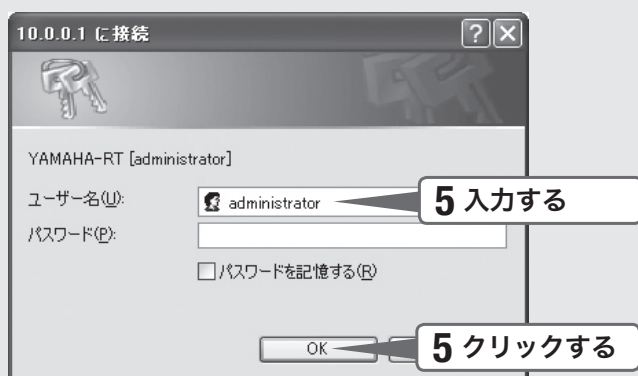 10.0.0.1 に接続
YAMAHA-RT [administrator]
ユーザー名(U):
administrator
5 入力する
パスワード(P):
パスワードを記憶する(R)
OK
5 クリックする